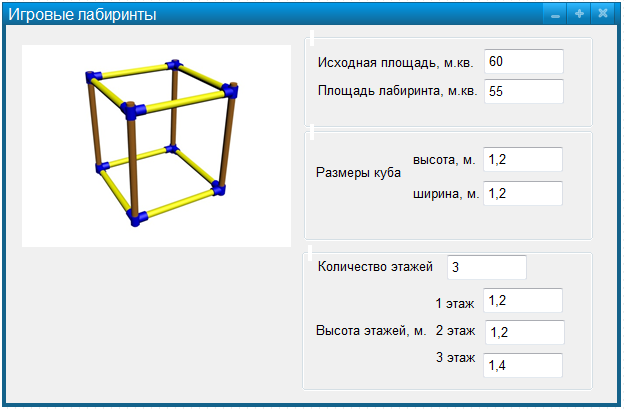 Игровые лабиринты
Исходная площадь, м.кв. 60
Площадь лабиринта, м.кв. 55
Размеры куба
высота, м. 1,2
ширина, м. 1,2
Количество этажей 3
Высота этажей, м.
1 этаж 1,2
2 этаж 1,2
3 этаж 1,4